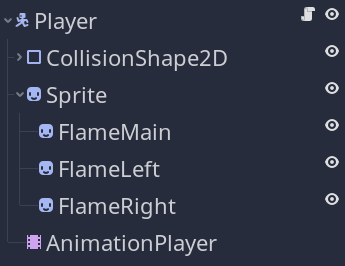 Player
CollisionShape2D
Sprite
FlameMain
FlameLeft
FlameRight
AnimationPlayer